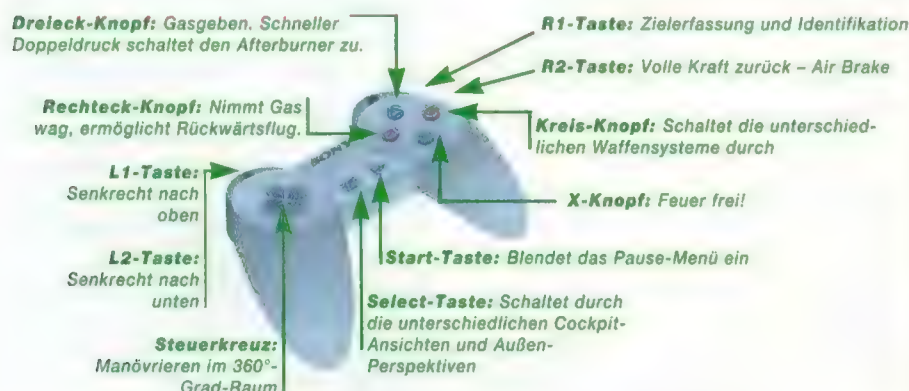 Dreieck-Knopf: Gasgeben. Schneller
Doppeldruck schaltet den Afterburner zu.
R1-Taste: Zielerfassung und Identifikation
R2-Taste: Volle Kraft zurück – Air Brake
Rechteck-Knopf: Nimmt Gas
wag, ermöglicht Rückwärtsflug.
Kreis-Knopf: Schaltet die unterschied-
lichen Waffensysteme durch
SONY
L1-Taste:
Senkrecht nach
oben
X-Knopf: Feuer frei!
L2-Taste:
Senkrecht nach
unten
Start-Taste: Blendet das Pause-Menü ein
Select-Taste: Schaltet durch
die unterschiedlichen Cockpit-
Ansichten und Außen-
Perspektiven
Steuerkreuz:
Manövrieren im 360°-
Grad-Raum